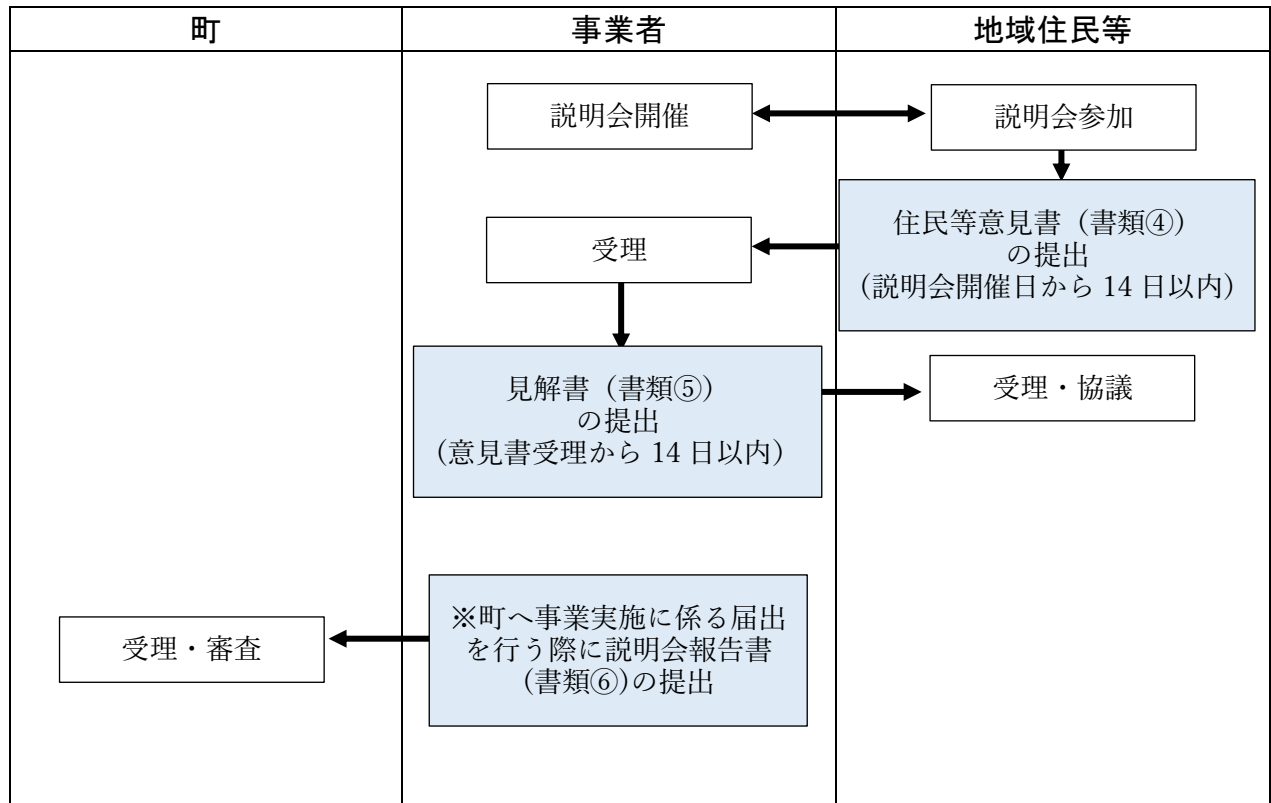 町
事業者
地域住民等
説明会開催
説明会参加
住民等意見書（書類④）
の提出
（説明会開催日から 14 日以内）
受理
見解書（書類⑤）
の提出
（意見書受理から 14 日以内）
受理・協議
※町へ事業実施に係る届出
を行う際に説明会報告書
(書類⑥)の提出
受理・審査